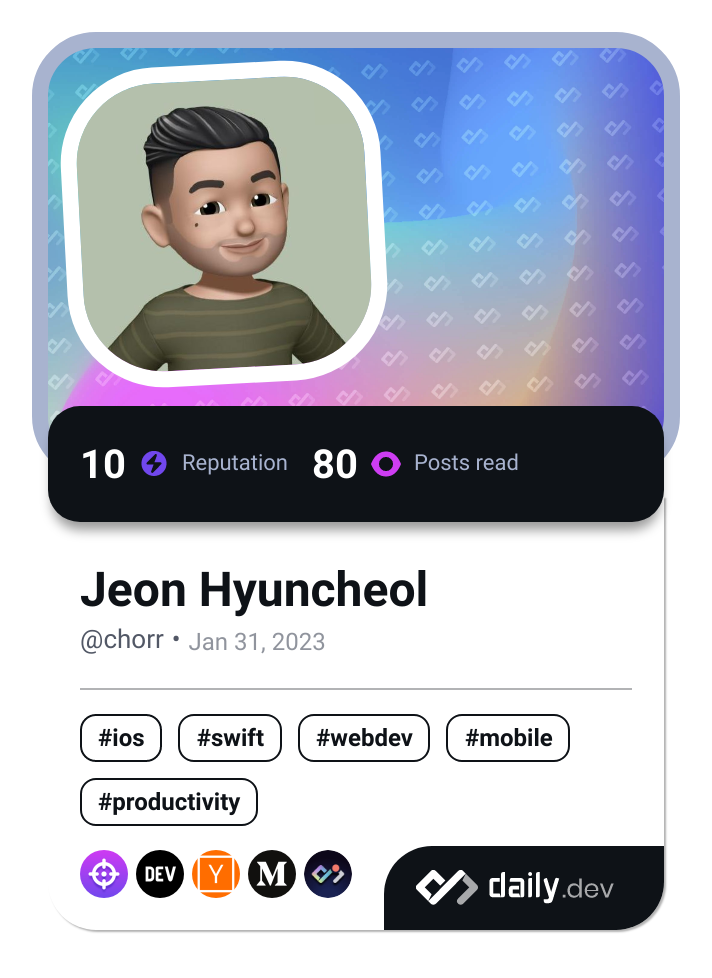 10 Reputation 80 Posts read
Jeon Hyuncheol
@chorr • Jan 31, 2023
#ios #swift #webdev #mobile
#productivity
DEV Y M
daily.dev